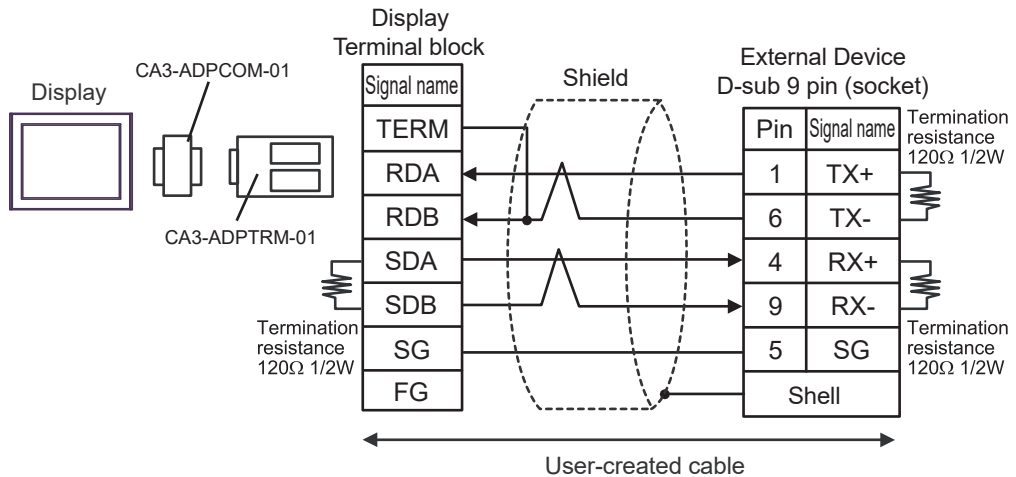 Display
CA3-ADPCOM-01
CA3-ADPTRM-01
Display
Terminal block
Signal name
TERM
RDA
RDB
SDA
SDB
SG
FG
Termination
resistance
120Ω 1/2W
Shield
External Device
D-sub 9 pin (socket)
Pin Signal name
1 TX+
6 TX-
4 RX+
9 RX-
5 SG
Shell
Termination
resistance
120Ω 1/2W
Termination
resistance
120Ω 1/2W
User-created cable